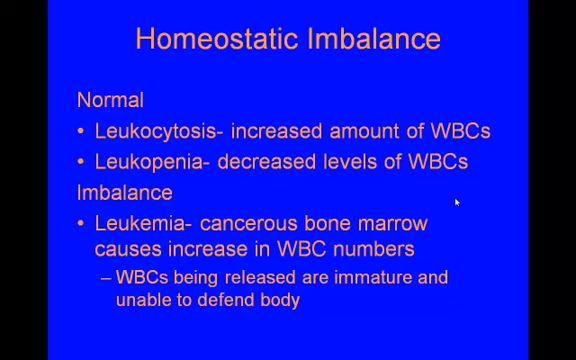 Homeostatic Imbalance
Normal
• Leukocytosis- increased amount of WBCs
• Leukopenia- decreased levels of WBCs
Imbalance
• Leukemia- cancerous bone marrow
causes increase in WBC numbers
– WBCs being released are immature and
unable to defend body